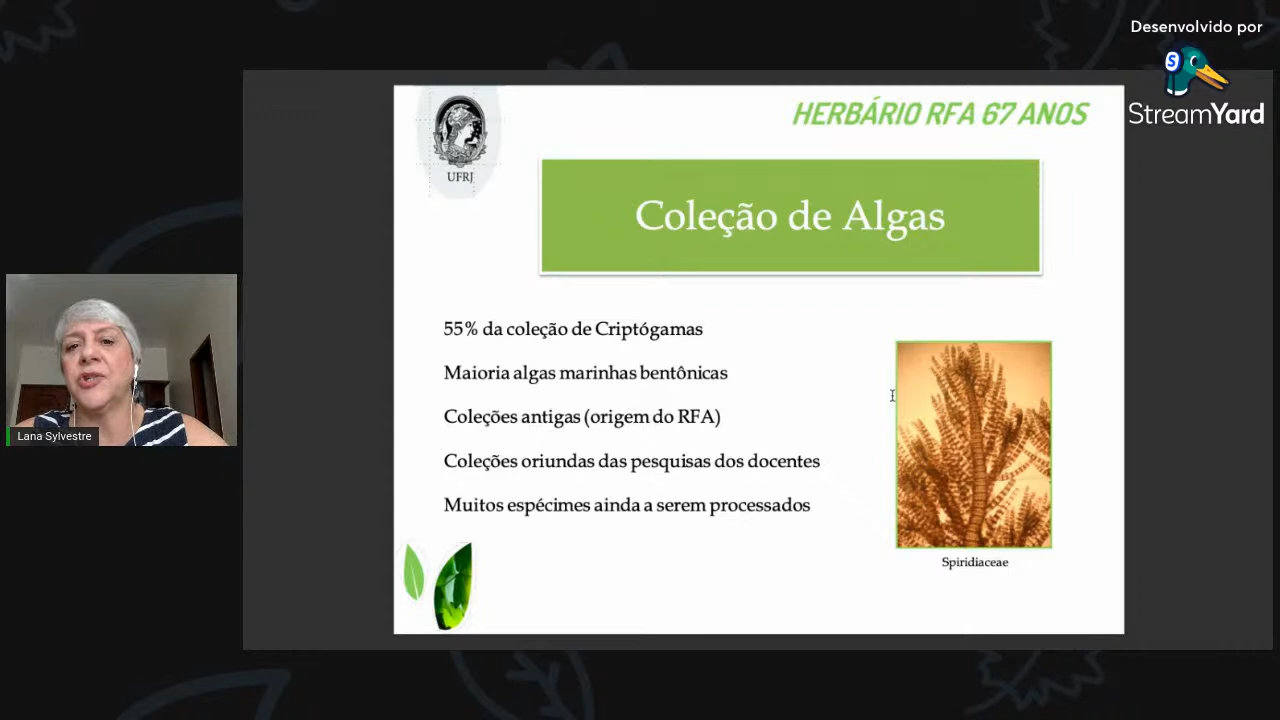 Desenvolvido por
StreamYard
HERBÁRIO RFA 67 ANOS
UFRJ
Coleção de Algas
55% da coleção de Criptógamas
Maioria algas marinhas bentônicas
Coleções antigas (origem do RFA)
Coleções oriundas das pesquisas dos docentes
Muitos espécimes ainda a serem processados
Spiridiaceae
Lana Sylvestre